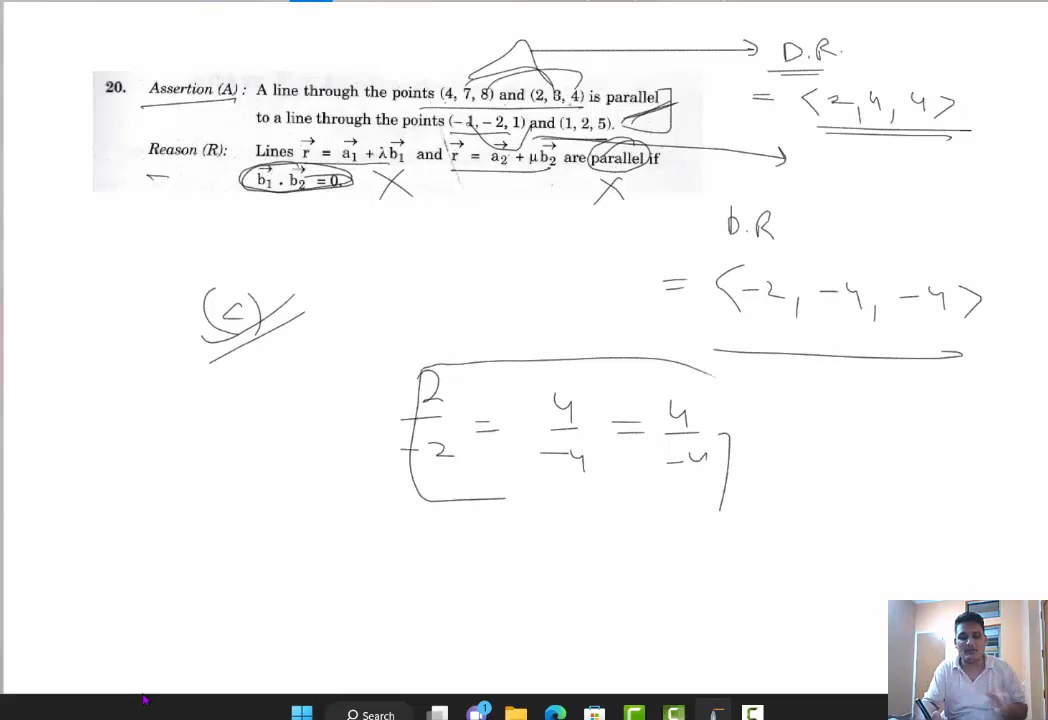 20. Assertion (A) : A line through the points (4, 7, 8) and (2, 3, 4) is parallel
to a line through the points (– 1, – 2, 1) and (1, 2, 5).
Reason (R): Lines r⃗ = a⃗₁ + λb⃗₁ and r⃗ = a⃗₂ + μb⃗₂ are parallel if
b⃗₁ . b⃗₂ = 0.
D.R.
= <2, 4, 4>
D.R
= <-2, -4, -4>
(c)
2/-2 = 4/-4 = 4/-4
1
Search